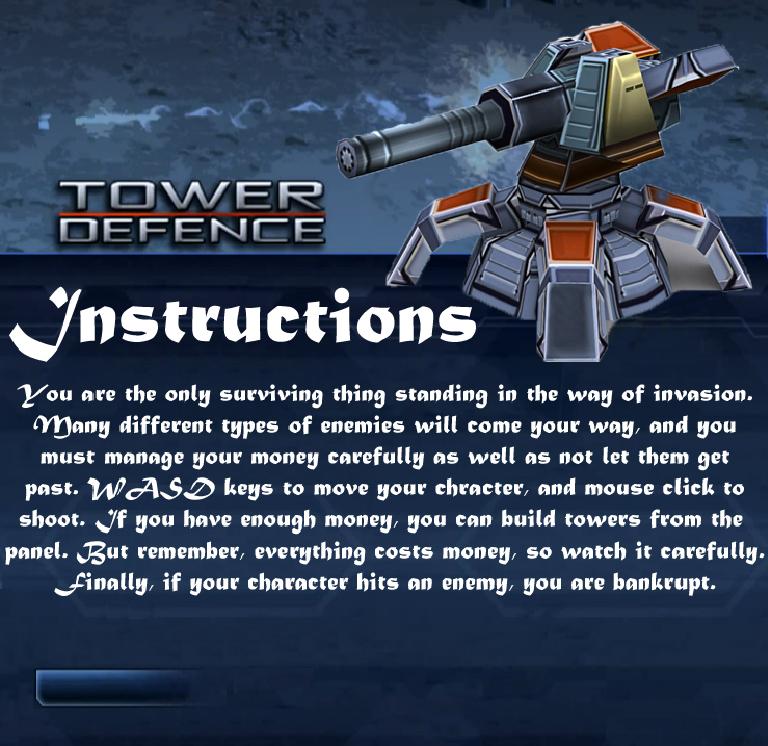 TOWER
DEFENCE
Instructions
You are the only surviving thing standing in the way of invasion.
Many different types of enemies will come your way, and you
must manage your money carefully as well as not let them get
past. WASD keys to move your chracter, and mouse click to
shoot. If you have enough money, you can build towers from the
panel. But remember, everything costs money, so watch it carefully.
Finally, if your character hits an enemy, you are bankrupt.